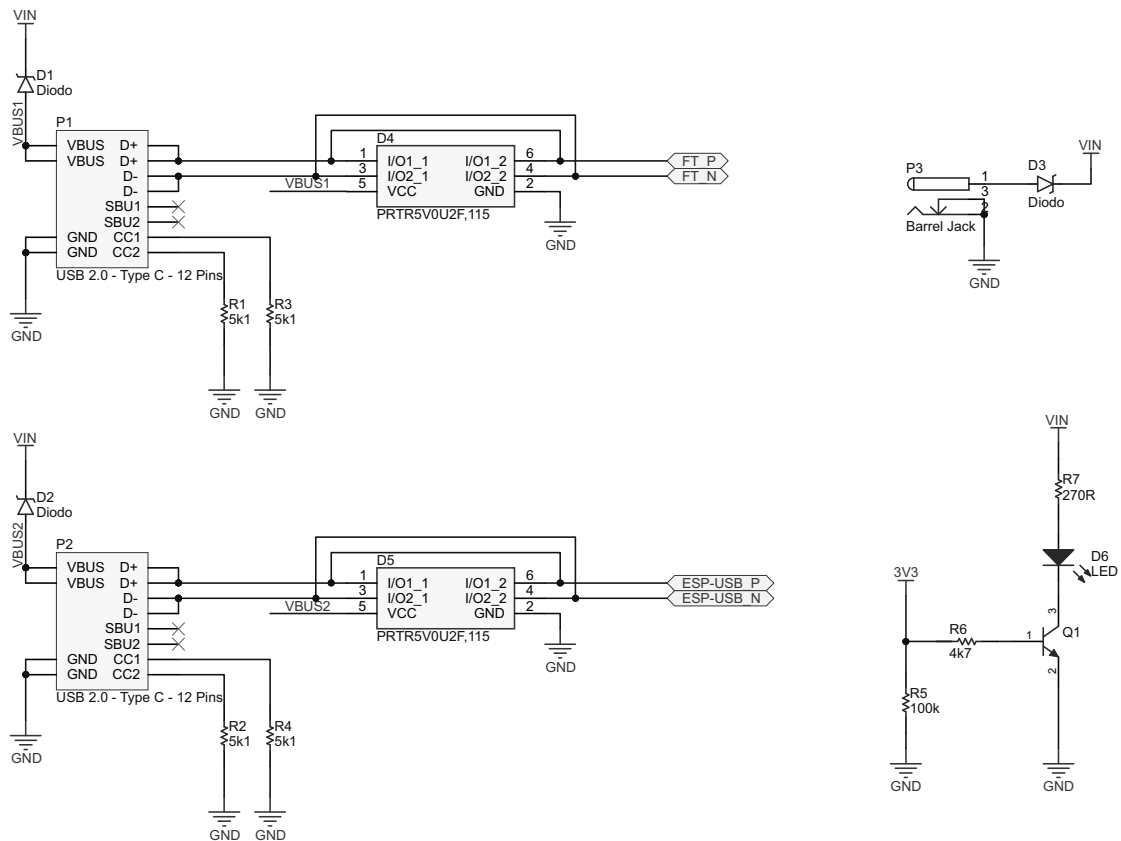 VIN
D1
Diodo
VBUS1
P1
VBUS D+
VBUS D+
D-
D-
SBU1
SBU2
GND CC1
GND CC2
USB 2.0 - Type C - 12 Pins
GND
R1
5k1
R3
5k1
GND
GND
D4
1 I/O1_1 I/O1_2 6
3 I/O2_1 I/O2_2 4
VBUS1 5 VCC GND 2
PRTR5V0U2F,115
GND
FT_P
FT_N
VIN
P3
1
3
2
D3
Diodo
Barrel Jack
GND
VIN
D2
Diodo
VBUS2
P2
VBUS D+
VBUS D+
D-
D-
SBU1
SBU2
GND CC1
GND CC2
USB 2.0 - Type C - 12 Pins
GND
R2
5k1
R4
5k1
GND
GND
D5
1 I/O1_1 I/O1_2 6
3 I/O2_1 I/O2_2 4
VBUS2 5 VCC GND 2
PRTR5V0U2F,115
GND
ESP-USB_P
ESP-USB_N
VIN
R7
270R
D6
LED
3V3
R6
4k7
1
3
Q1
2
R5
100k
GND
GND